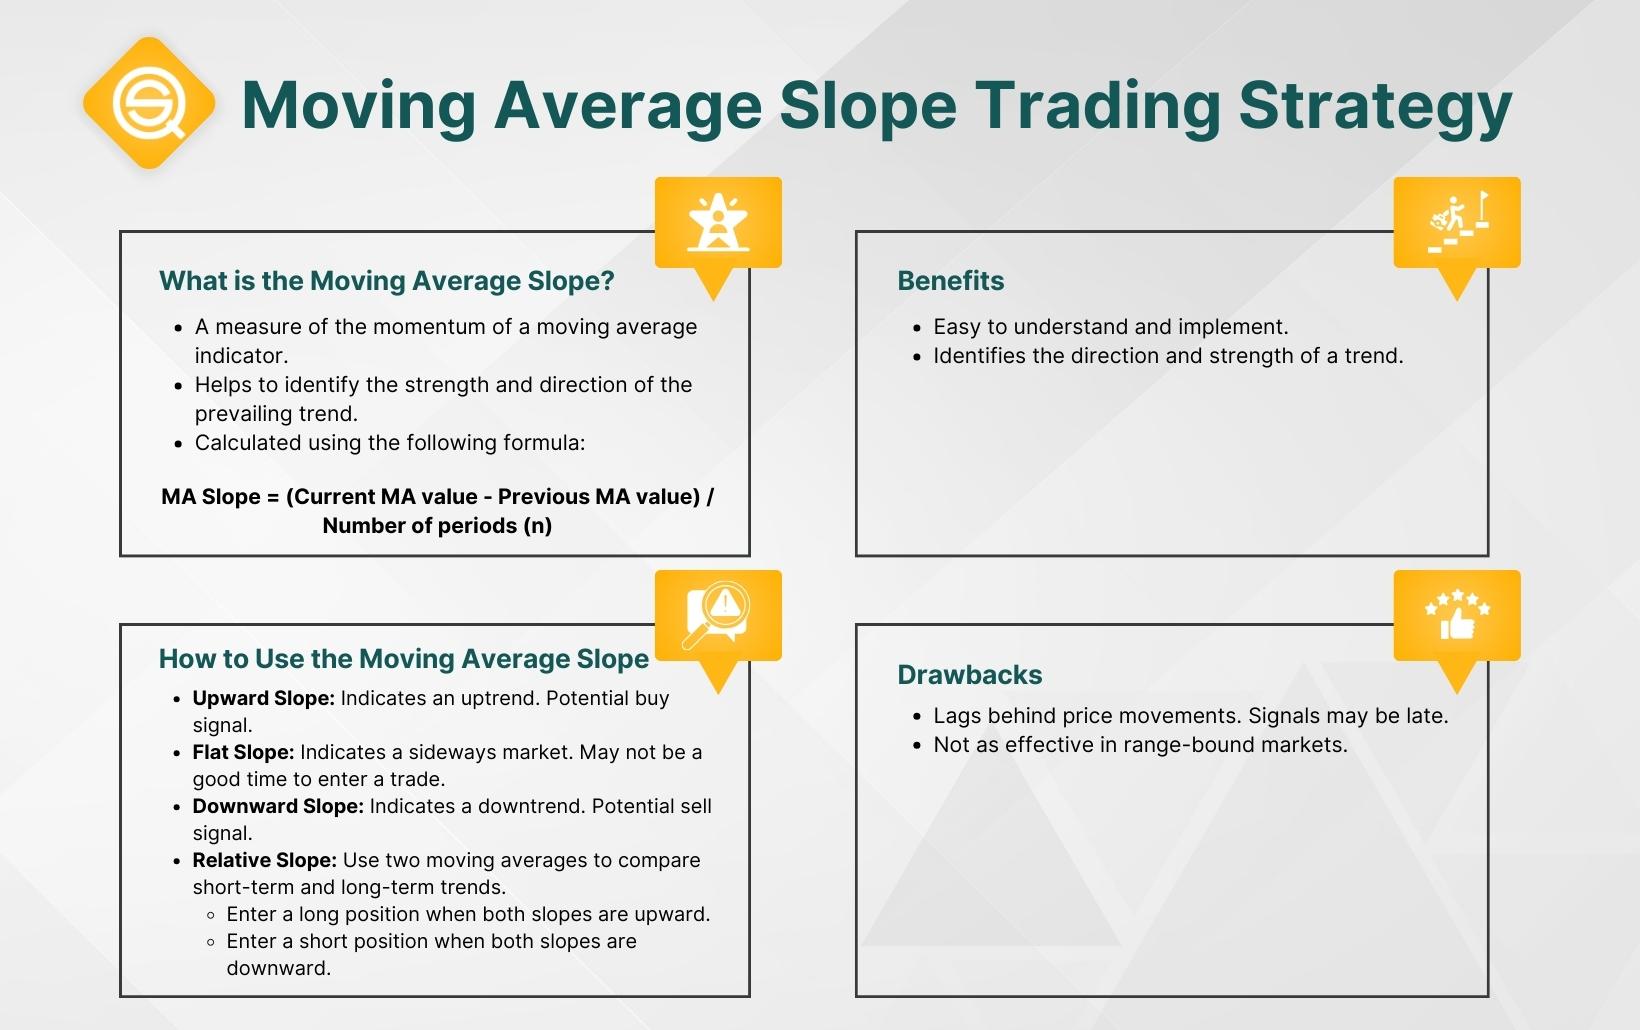 Moving Average Slope Trading Strategy
What is the Moving Average Slope?
• A measure of the momentum of a moving average
indicator.
• Helps to identify the strength and direction of the
prevailing trend.
• Calculated using the following formula:
MA Slope = (Current MA value - Previous MA value) /
Number of periods (n)
Benefits
• Easy to understand and implement.
• Identifies the direction and strength of a trend.
How to Use the Moving Average Slope
• Upward Slope: Indicates an uptrend. Potential buy
signal.
• Flat Slope: Indicates a sideways market. May not be a
good time to enter a trade.
• Downward Slope: Indicates a downtrend. Potential sell
signal.
• Relative Slope: Use two moving averages to compare
short-term and long-term trends.
◦ Enter a long position when both slopes are upward.
◦ Enter a short position when both slopes are
downward.
Drawbacks
• Lags behind price movements. Signals may be late.
• Not as effective in range-bound markets.